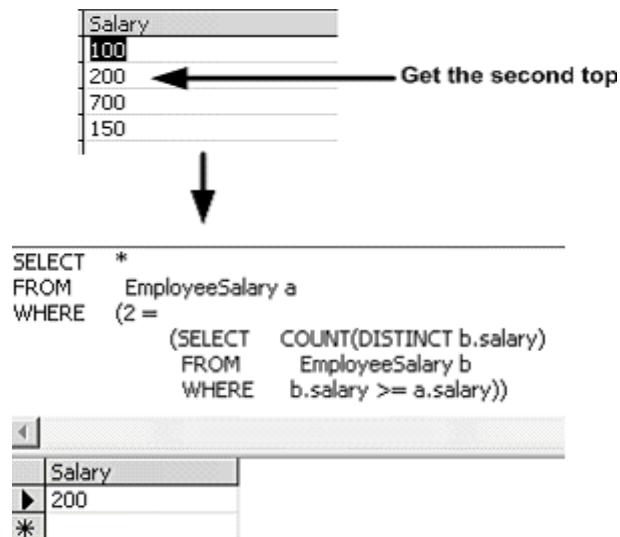 Salary
100
200
Get the second top
700
150
SELECT *
FROM EmployeeSalary a
WHERE (2 =
(SELECT COUNT(DISTINCT b.salary)
FROM EmployeeSalary b
WHERE b.salary >= a.salary))
Salary
200